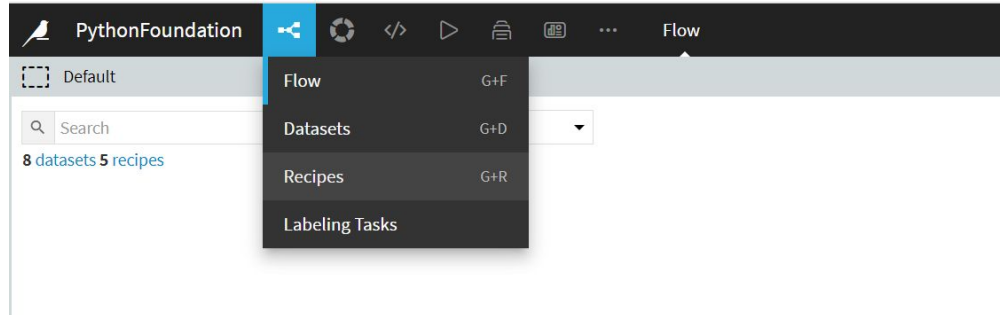 PythonFoundation Flow
Default
Flow G+F
Search
Datasets G+D
8 datasets 5 recipes
Recipes G+R
Labeling Tasks